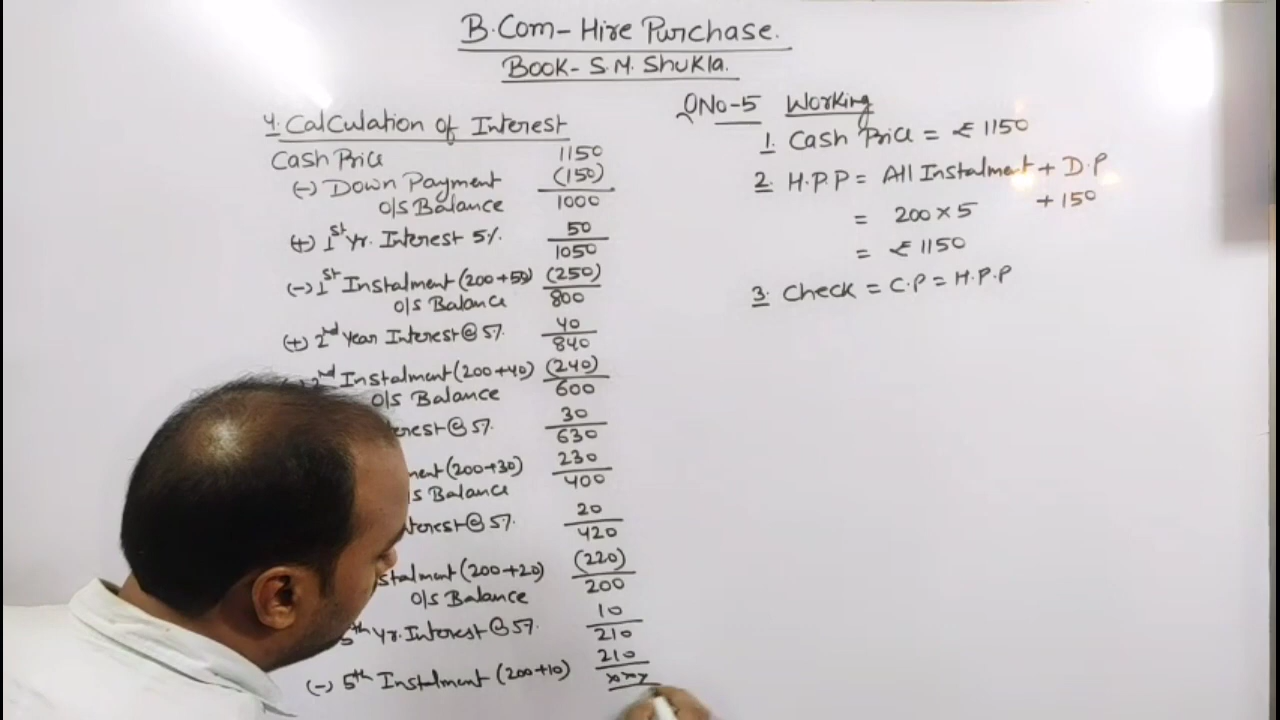 B.Com - Hire Purchase.
Book - S.M. Shukla.
4. Calculation of Interest
Cash Price 1150
(-) Down Payment (150)
O/S Balance 1000
(+) 1st Yr. Interest 5% 50
1050
(-) 1st Instalment (200+50) (250)
O/S Balance 800
(+) 2nd Year Interest @ 5% 40
840
Instalment (200+40) (240)
O/S Balance 600
@ 5% 30
630
(200+30) 230
Balance 400
@ 5% 20
420
(200+20) (220)
O/S Balance 200
Yr. Interest @ 5% 10
210
(-) 5th Instalment (200+10) 210
xxx
QNo-5 Working
1. Cash Price = ₹ 1150
2. H.P.P = All Instalment + D.P
= 200 × 5 + 150
= ₹ 1150
3. Check = C.P = H.P.P